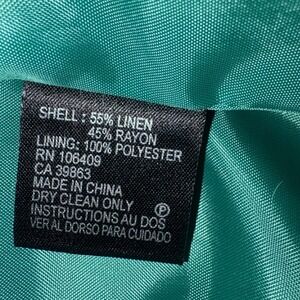 SHELL : 55% LINEN
45% RAYON
LINING: 100% POLYESTER
RN 106409
CA 39863
MADE IN CHINA
DRY CLEAN ONLY Ⓟ
INSTRUCTIONS AU DOS
VER AL DORSO PARA CUIDADO